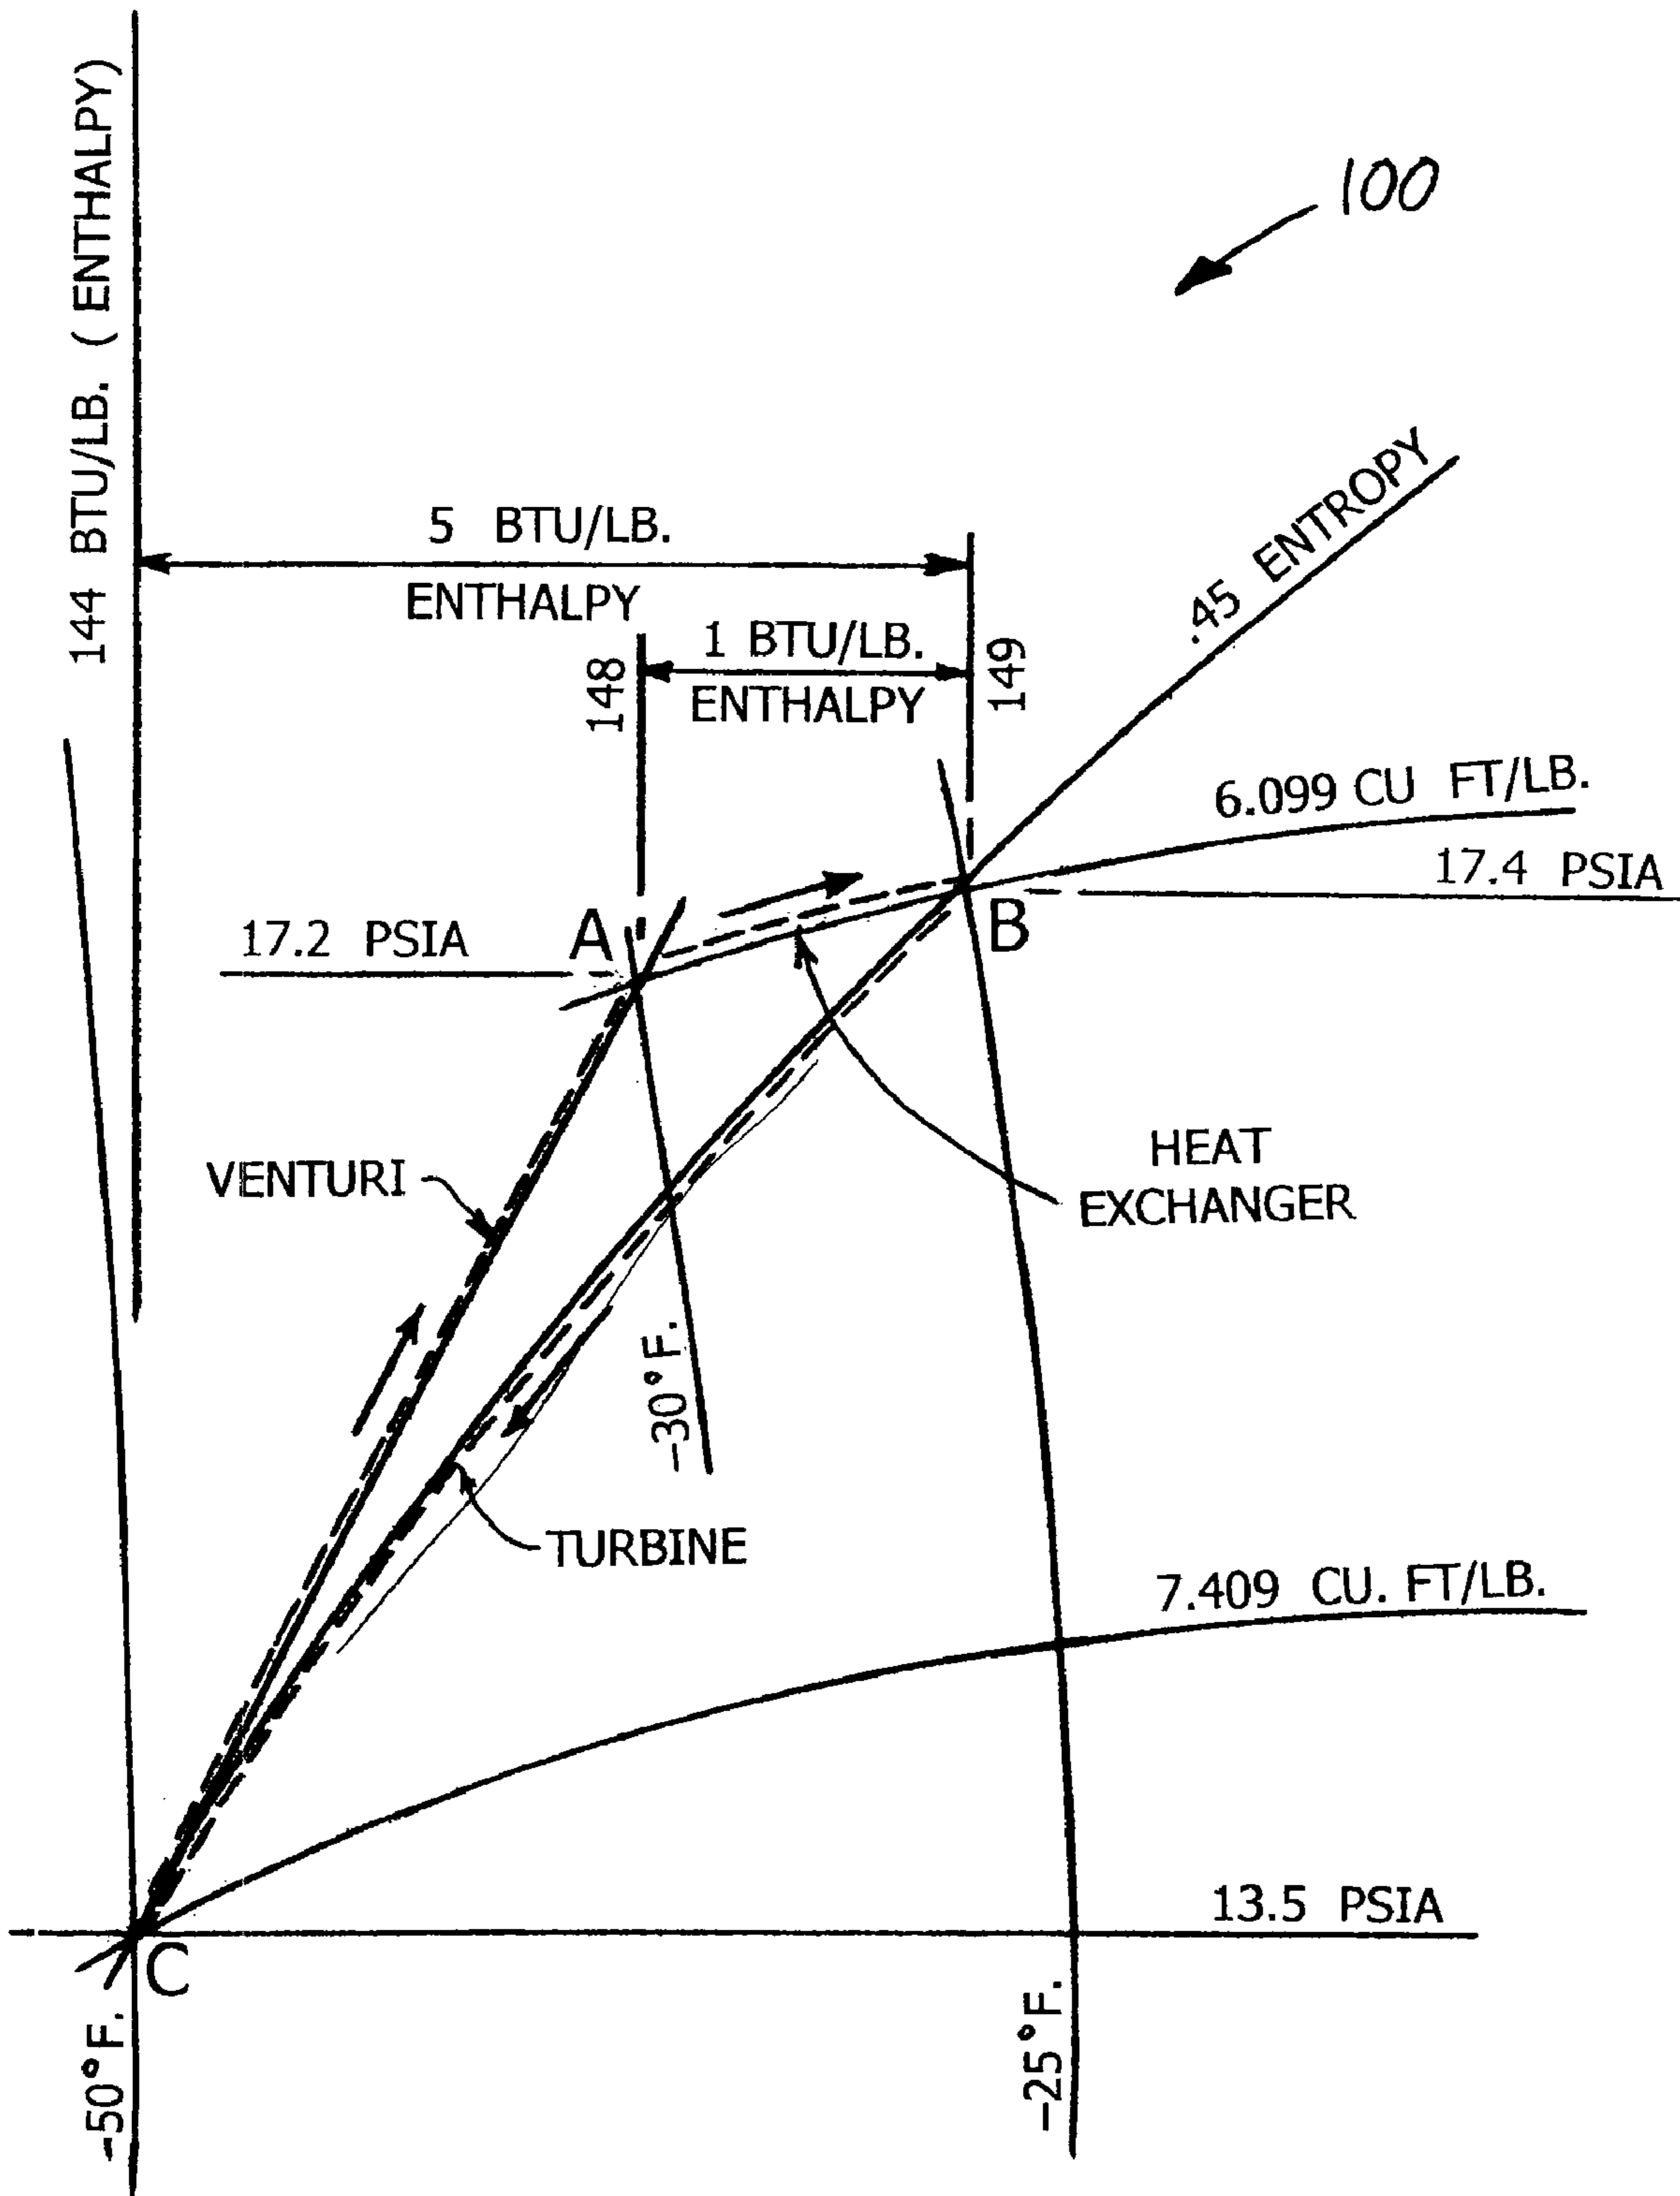 144 BTU/LB. ( ENTHALPY)
100
5 BTU/LB.
ENTHALPY
1 BTU/LB.
ENTHALPY
148
149
.45 ENTROPY
6.099 CU FT/LB.
17.4 PSIA
17.2 PSIA
A
B
VENTURI
HEAT
EXCHANGER
-30°F.
TURBINE
7.409 CU. FT/LB.
13.5 PSIA
C
-50°F.
-25°F.